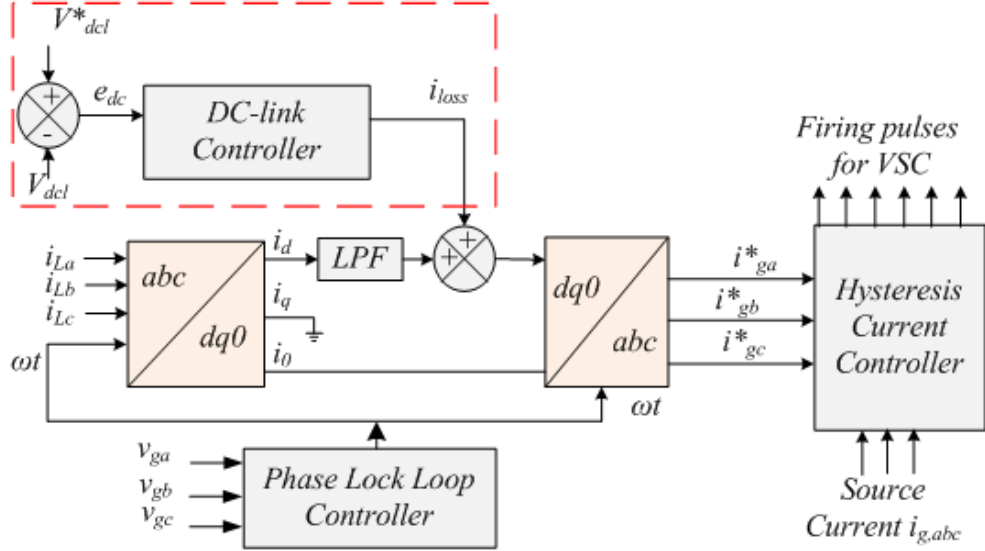 V*dcl
+
-
edc
Vdcl
DC-link
Controller
iloss
Firing pulses
for VSC
iLa
iLb
iLc
ωt
abc
dq0
id
iq
i0
LPF
+
+
dq0
abc
ωt
i*ga
i*gb
i*gc
Hysteresis
Current
Controller
vga
vgb
vgc
Phase Lock Loop
Controller
Source
Current ig,abc